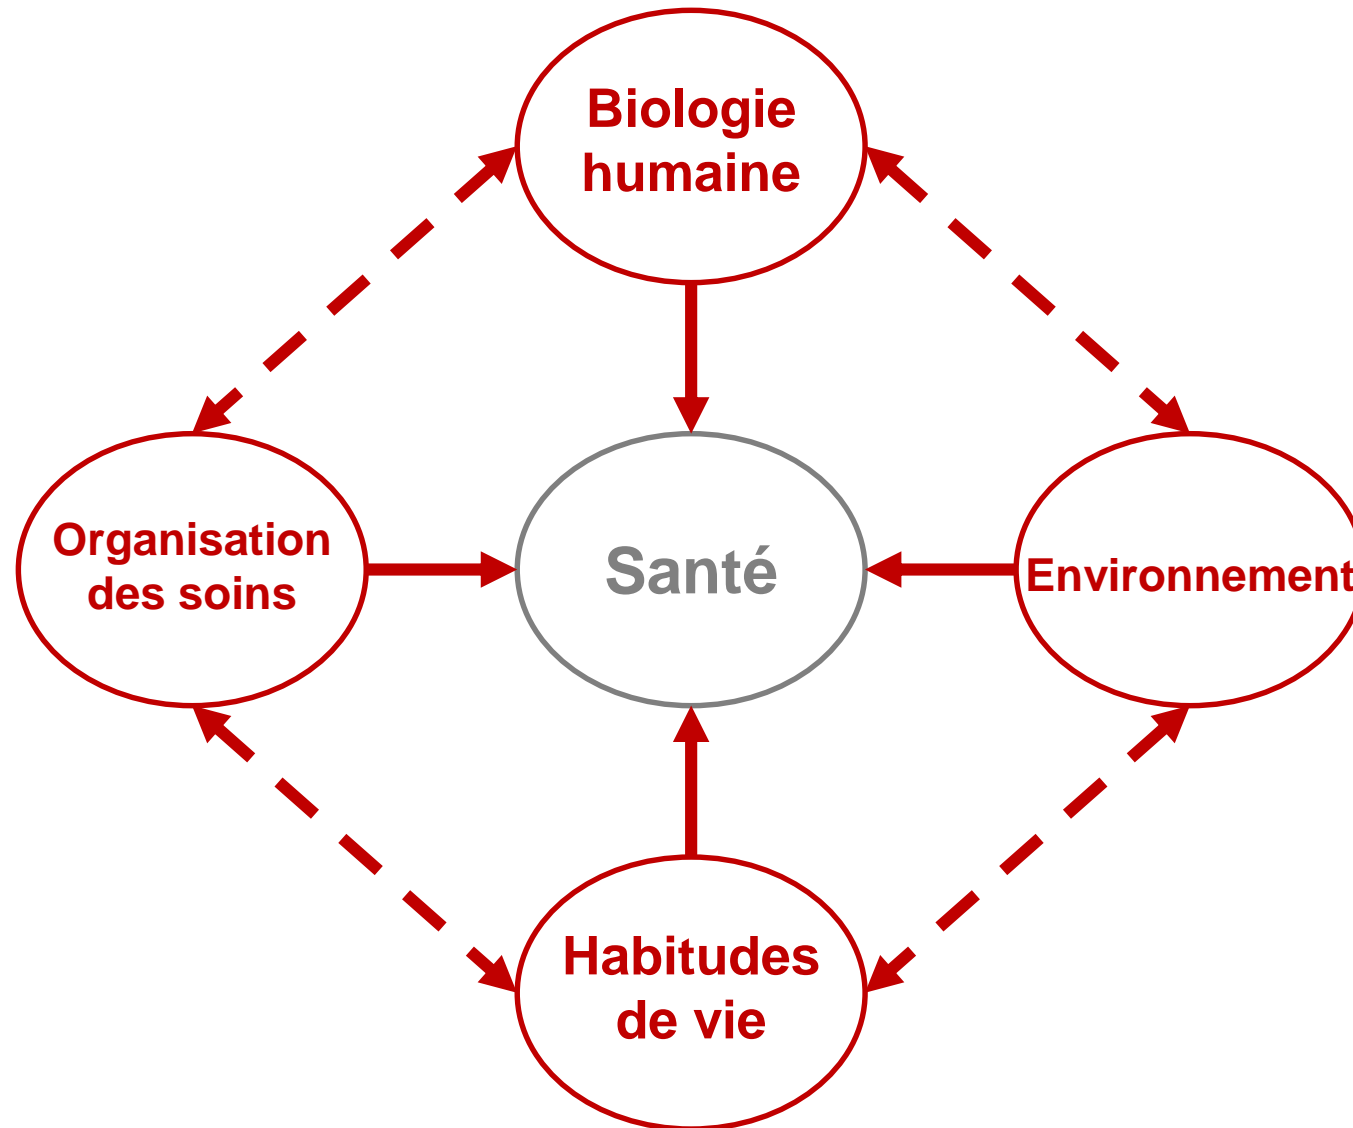 Biologie
humaine
Organisation
des soins
Santé
Environnement
Habitudes
de vie